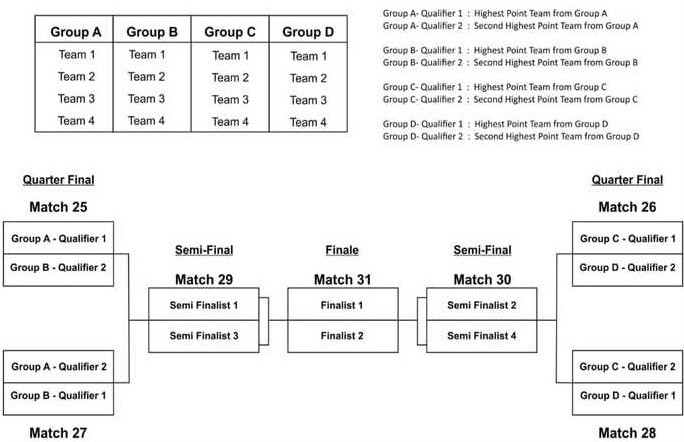 Group A Group B Group C Group D
Team 1 Team 1 Team 1 Team 1
Team 2 Team 2 Team 2 Team 2
Team 3 Team 3 Team 3 Team 3
Team 4 Team 4 Team 4 Team 4
Group A- Qualifier 1 : Highest Point Team from Group A
Group A- Qualifier 2 : Second Highest Point Team from Group A
Group B- Qualifier 1 : Highest Point Team from Group B
Group B- Qualifier 2 : Second Highest Point Team from Group B
Group C- Qualifier 1 : Highest Point Team from Group C
Group C- Qualifier 2 : Second Highest Point Team from Group C
Group D- Qualifier 1 : Highest Point Team from Group D
Group D- Qualifier 2 : Second Highest Point Team from Group D
Quarter Final
Match 25
Group A - Qualifier 1
Group B - Qualifier 2
Group A - Qualifier 2
Group B - Qualifier 1
Match 27
Semi-Final
Match 29
Semi Finalist 1
Semi Finalist 3
Finale
Match 31
Finalist 1
Finalist 2
Semi-Final
Match 30
Semi Finalist 2
Semi Finalist 4
Quarter Final
Match 26
Group C - Qualifier 1
Group D - Qualifier 2
Group C - Qualifier 2
Group D - Qualifier 1
Match 28